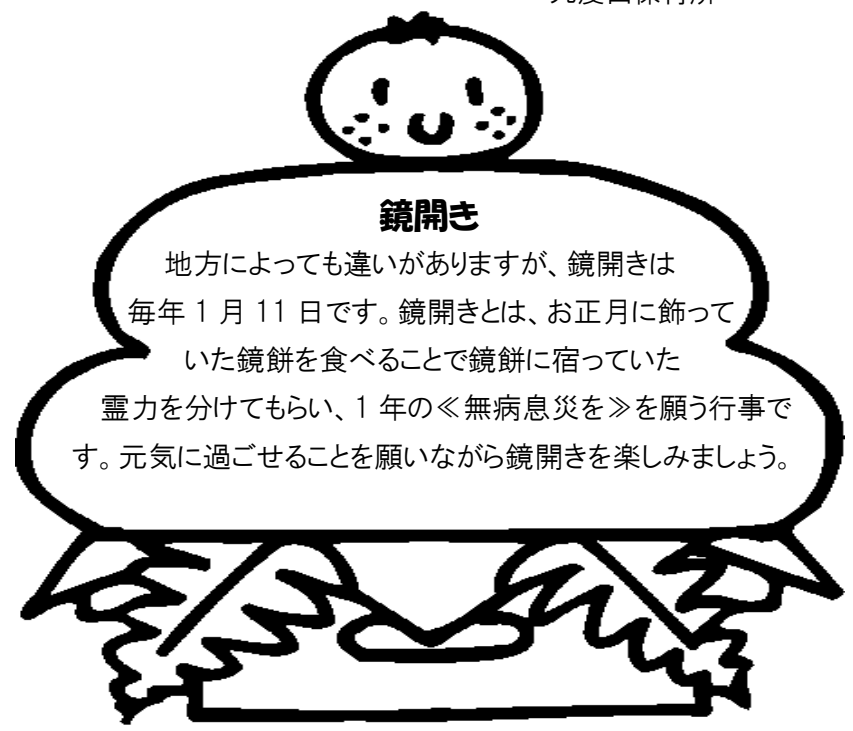 鏡開き
地方によっても違いがありますが、鏡開きは
毎年 1 月 11 日です。鏡開きとは、お正月に飾って
いた鏡餅を食べることで鏡餅に宿っていた
霊力を分けてもらい、1 年の≪無病息災を≫を願う行事で
す。元気に過ごせることを願いながら鏡開きを楽しみましょう。